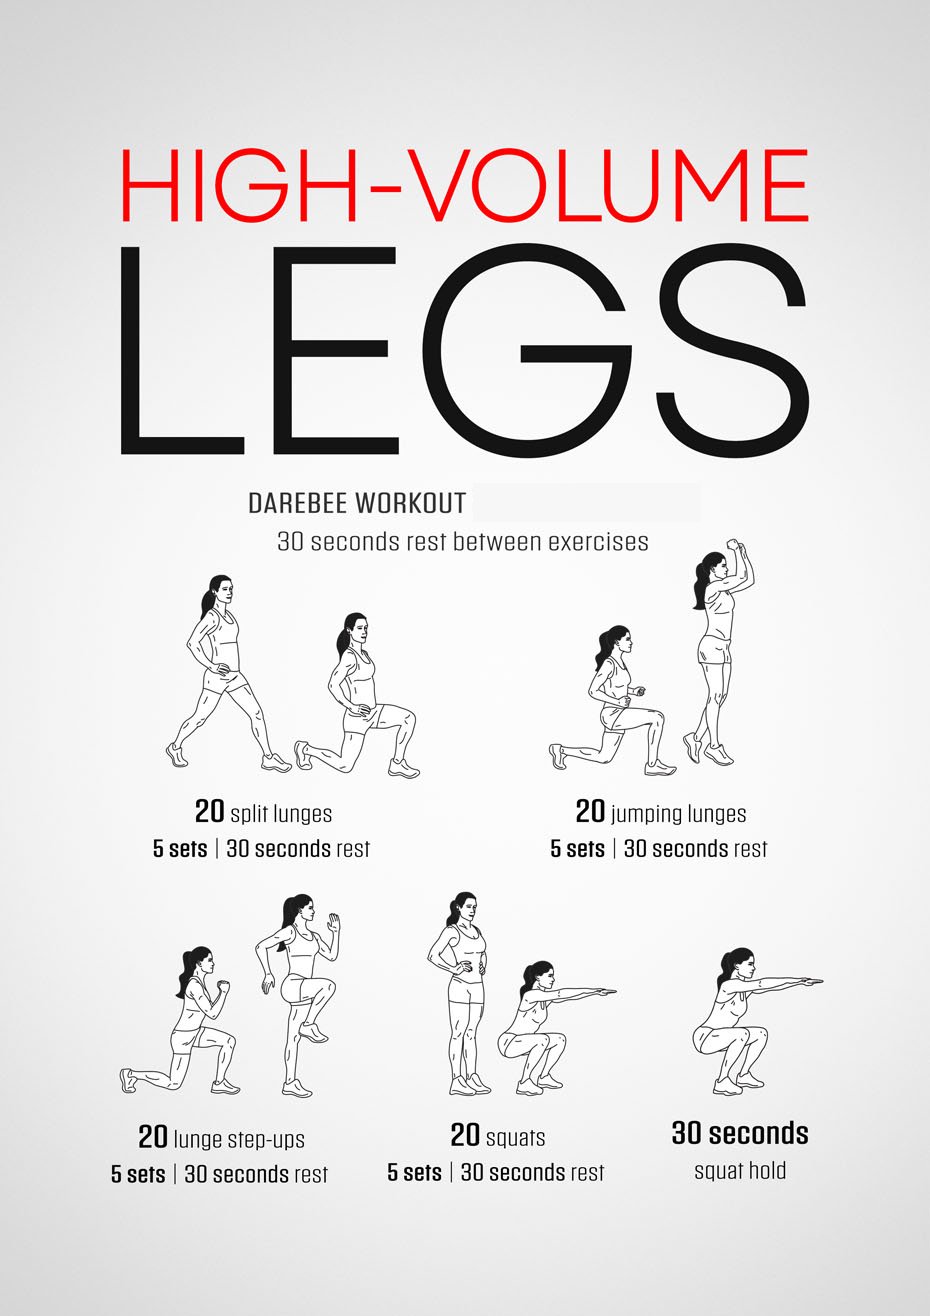 HIGH-VOLUME
LEGS
DAREBEE WORKOUT
30 seconds rest between exercises
20 split lunges
5 sets | 30 seconds rest
20 jumping lunges
5 sets | 30 seconds rest
20 lunge step-ups
5 sets | 30 seconds rest
20 squats
5 sets | 30 seconds rest
30 seconds
squat hold